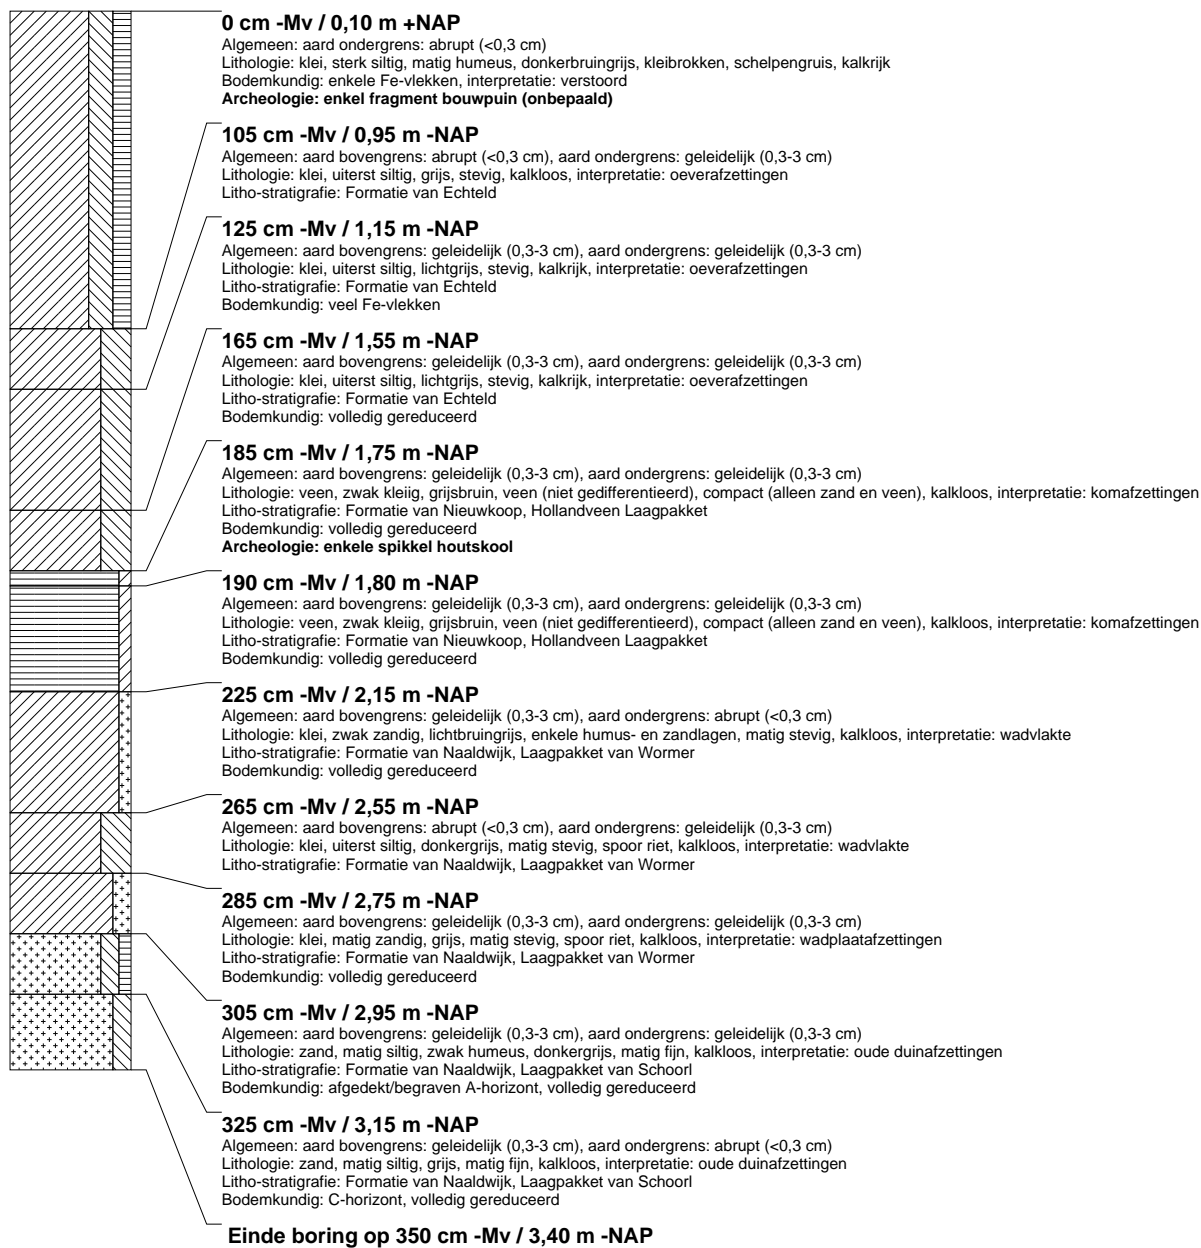 0 cm -Mv / 0,10 m +NAP
Algemeen: aard ondergrens: abrupt (<0,3 cm)
Lithologie: klei, sterk siltig, matig humeus, donkerbruingrijs, kleibrokken, schelpengruis, kalkrijk
Bodemkundig: enkele Fe-vlekken, interpretatie: verstoord
Archeologie: enkel fragment bouwpuin (onbepaald)
105 cm -Mv / 0,95 m -NAP
Algemeen: aard bovengrens: abrupt (<0,3 cm), aard ondergrens: geleidelijk (0,3-3 cm)
Lithologie: klei, uiterst siltig, grijs, stevig, kalkloos, interpretatie: oeverafzettingen
Litho-stratigrafie: Formatie van Echteld
125 cm -Mv / 1,15 m -NAP
Algemeen: aard bovengrens: geleidelijk (0,3-3 cm), aard ondergrens: geleidelijk (0,3-3 cm)
Lithologie: klei, uiterst siltig, lichtgrijs, stevig, kalkrijk, interpretatie: oeverafzettingen
Litho-stratigrafie: Formatie van Echteld
Bodemkundig: veel Fe-vlekken
165 cm -Mv / 1,55 m -NAP
Algemeen: aard bovengrens: geleidelijk (0,3-3 cm), aard ondergrens: geleidelijk (0,3-3 cm)
Lithologie: klei, uiterst siltig, lichtgrijs, stevig, kalkrijk, interpretatie: oeverafzettingen
Litho-stratigrafie: Formatie van Echteld
Bodemkundig: volledig gereduceerd
185 cm -Mv / 1,75 m -NAP
Algemeen: aard bovengrens: geleidelijk (0,3-3 cm), aard ondergrens: geleidelijk (0,3-3 cm)
Lithologie: veen, zwak kleiig, grijsbruin, veen (niet gedifferentieerd), compact (alleen zand en veen), kalkloos, interpretatie: komafzettingen
Litho-stratigrafie: Formatie van Nieuwkoop, Hollandveen Laagpakket
Bodemkundig: volledig gereduceerd
Archeologie: enkele spikkel houtskool
190 cm -Mv / 1,80 m -NAP
Algemeen: aard bovengrens: geleidelijk (0,3-3 cm), aard ondergrens: geleidelijk (0,3-3 cm)
Lithologie: veen, zwak kleiig, grijsbruin, veen (niet gedifferentieerd), compact (alleen zand en veen), kalkloos, interpretatie: komafzettingen
Litho-stratigrafie: Formatie van Nieuwkoop, Hollandveen Laagpakket
Bodemkundig: volledig gereduceerd
225 cm -Mv / 2,15 m -NAP
Algemeen: aard bovengrens: geleidelijk (0,3-3 cm), aard ondergrens: abrupt (<0,3 cm)
Lithologie: klei, zwak zandig, lichtbruingrijs, enkele humus- en zandlagen, matig stevig, kalkloos, interpretatie: wadvlakte
Litho-stratigrafie: Formatie van Naaldwijk, Laagpakket van Wormer
Bodemkundig: volledig gereduceerd
265 cm -Mv / 2,55 m -NAP
Algemeen: aard bovengrens: abrupt (<0,3 cm), aard ondergrens: geleidelijk (0,3-3 cm)
Lithologie: klei, uiterst siltig, donkergrijs, matig stevig, spoor riet, kalkloos, interpretatie: wadvlakte
Litho-stratigrafie: Formatie van Naaldwijk, Laagpakket van Wormer
285 cm -Mv / 2,75 m -NAP
Algemeen: aard bovengrens: geleidelijk (0,3-3 cm), aard ondergrens: geleidelijk (0,3-3 cm)
Lithologie: klei, matig zandig, grijs, matig stevig, spoor riet, kalkloos, interpretatie: wadplaatafzettingen
Litho-stratigrafie: Formatie van Naaldwijk, Laagpakket van Wormer
Bodemkundig: volledig gereduceerd
305 cm -Mv / 2,95 m -NAP
Algemeen: aard bovengrens: geleidelijk (0,3-3 cm), aard ondergrens: geleidelijk (0,3-3 cm)
Lithologie: zand, matig siltig, zwak humeus, donkergrijs, matig fijn, kalkloos, interpretatie: oude duinafzettingen
Litho-stratigrafie: Formatie van Naaldwijk, Laagpakket van Schoorl
Bodemkundig: afgedekt/begraven A-horizont, volledig gereduceerd
325 cm -Mv / 3,15 m -NAP
Algemeen: aard bovengrens: geleidelijk (0,3-3 cm), aard ondergrens: abrupt (<0,3 cm)
Lithologie: zand, matig siltig, grijs, matig fijn, kalkloos, interpretatie: oude duinafzettingen
Litho-stratigrafie: Formatie van Naaldwijk, Laagpakket van Schoorl
Bodemkundig: C-horizont, volledig gereduceerd
Einde boring op 350 cm -Mv / 3,40 m -NAP